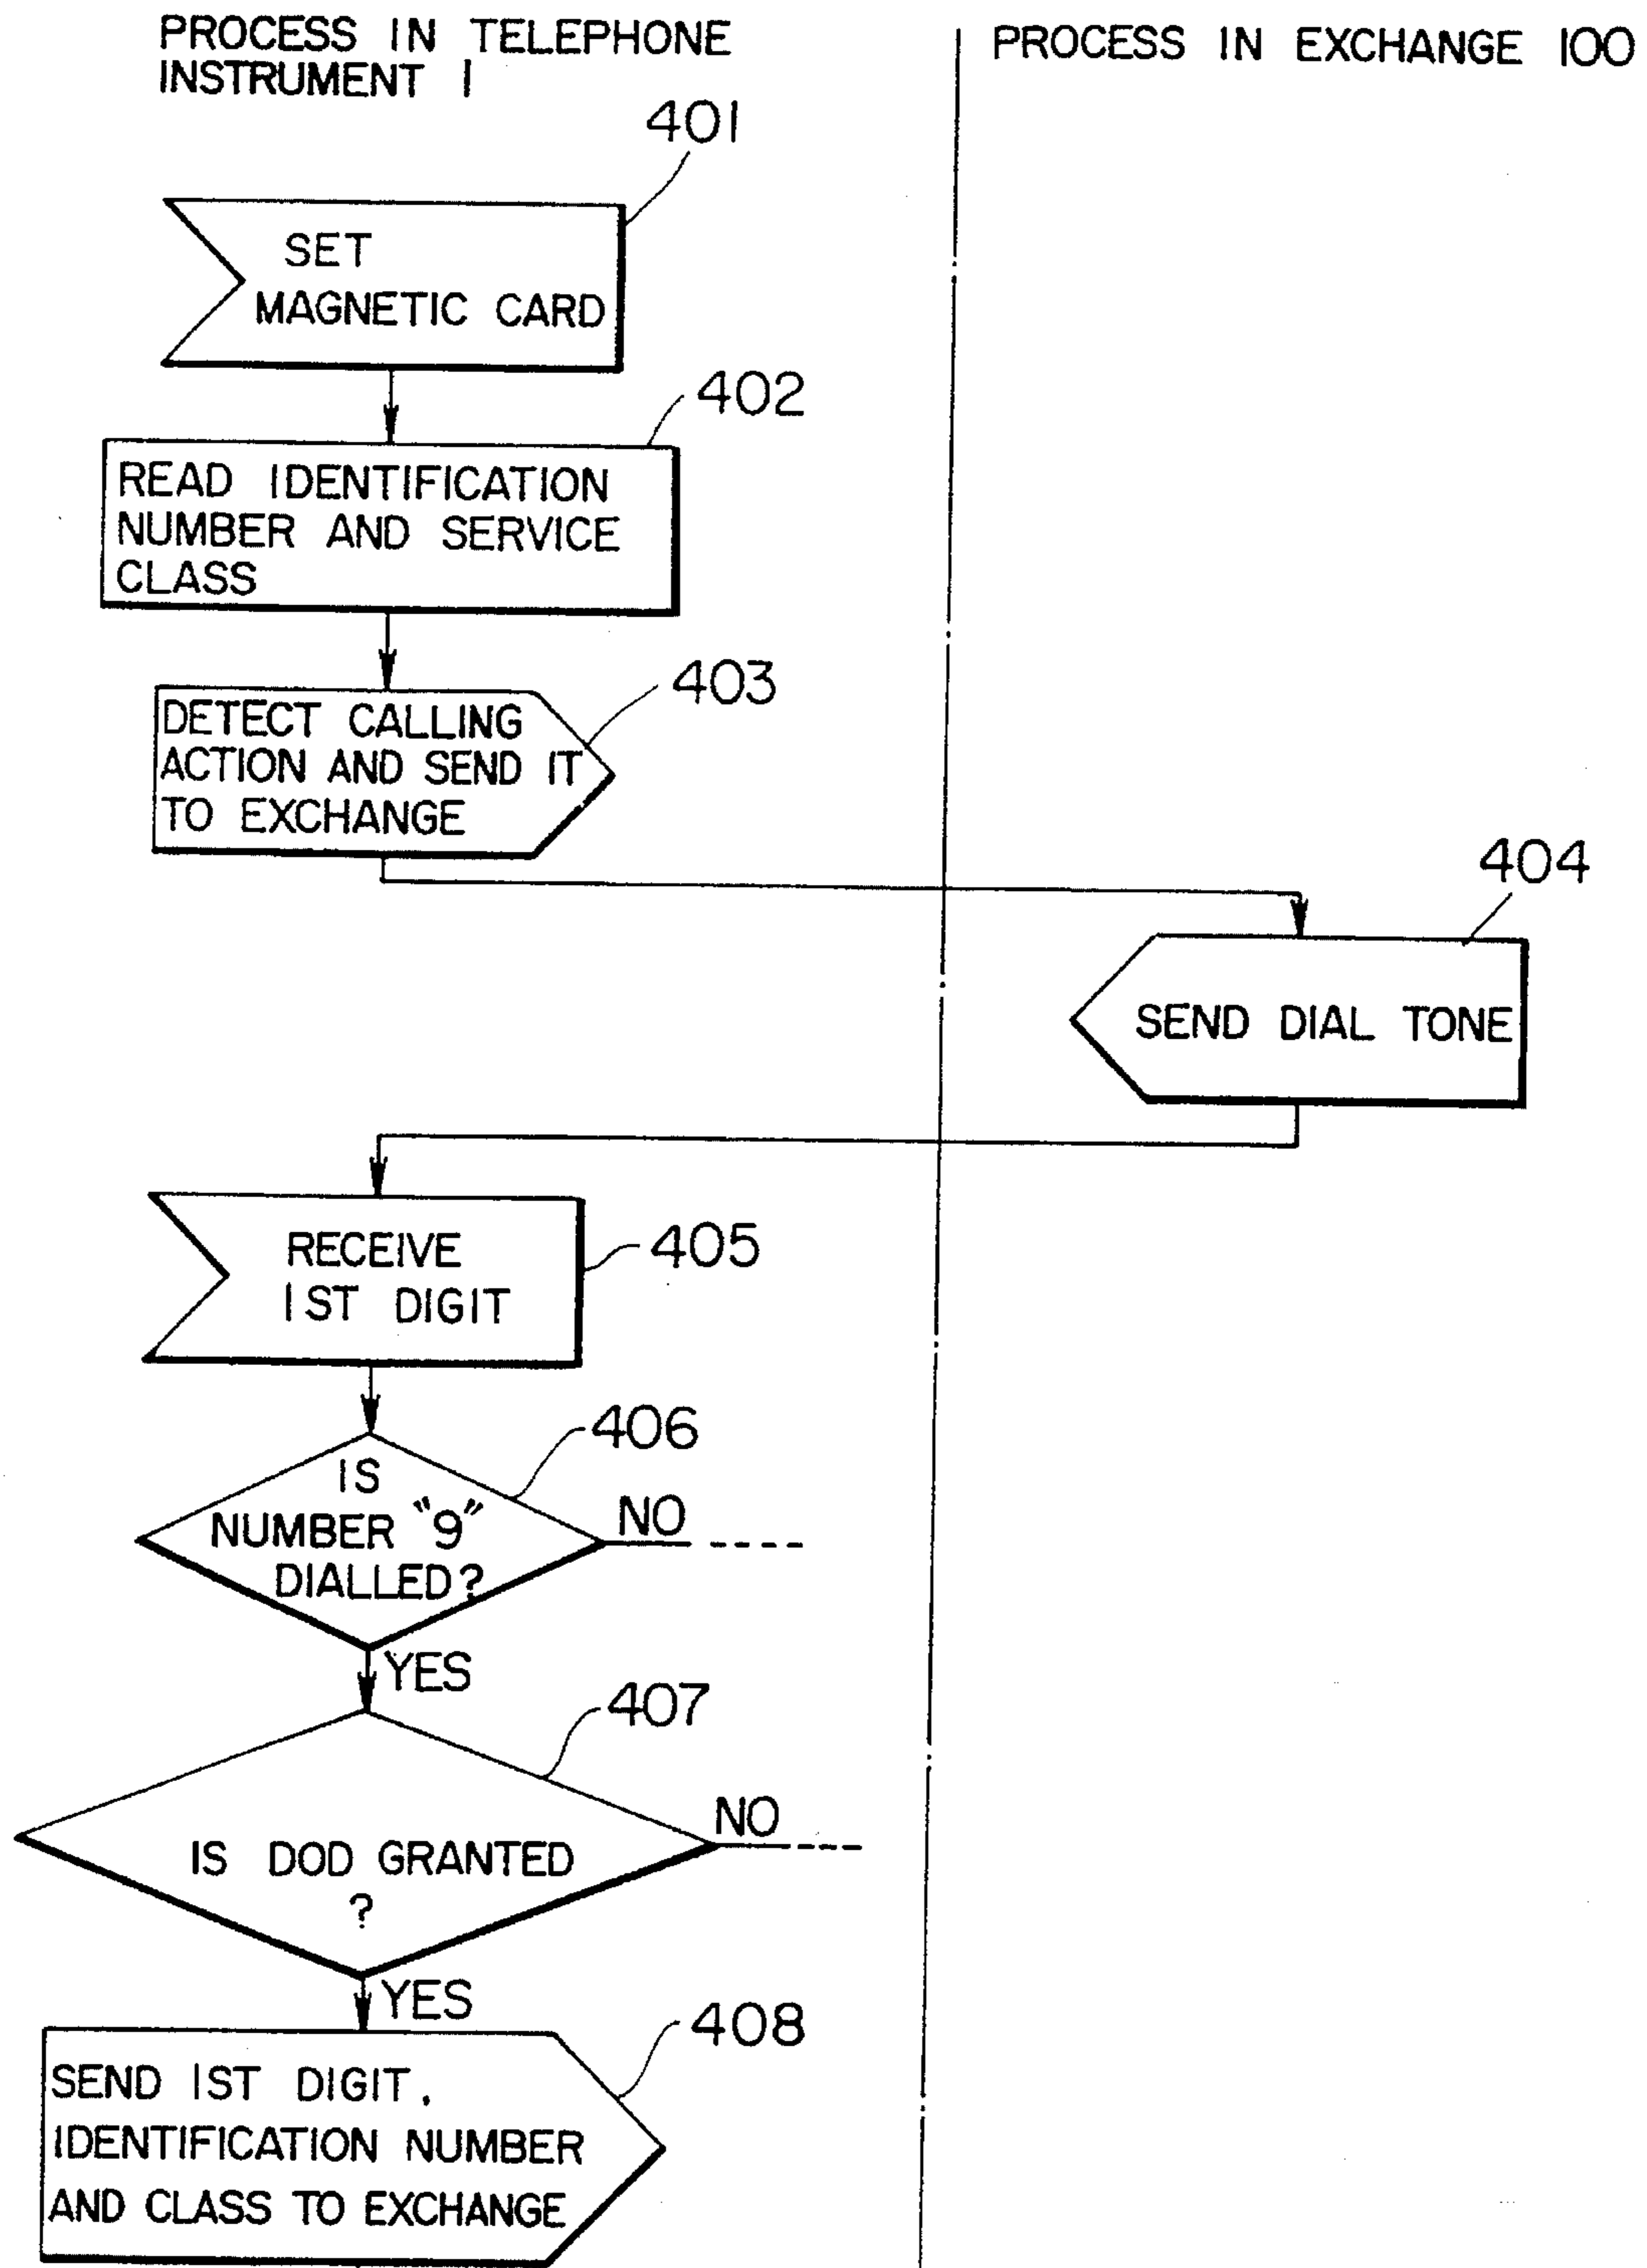 PROCESS IN TELEPHONE
INSTRUMENT 1
PROCESS IN EXCHANGE 100
401
SET
MAGNETIC CARD
402
READ IDENTIFICATION
NUMBER AND SERVICE
CLASS
403
DETECT CALLING
ACTION AND SEND IT
TO EXCHANGE
404
SEND DIAL TONE
405
RECEIVE
1ST DIGIT
406
IS
NUMBER "9"
DIALLED?
NO
YES
407
IS DOD GRANTED
?
NO
YES
408
SEND 1ST DIGIT,
IDENTIFICATION NUMBER
AND CLASS TO EXCHANGE